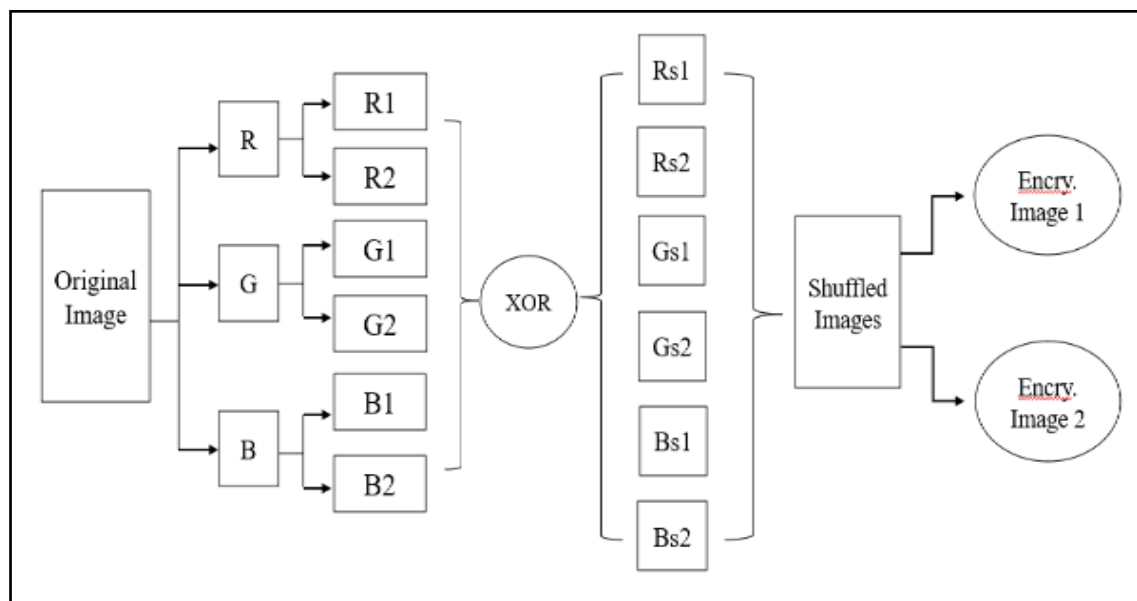 Original
Image
R
G
B
R1
R2
G1
G2
B1
B2
XOR
Rs1
Rs2
Gs1
Gs2
Bs1
Bs2
Shuffled
Images
Encry.
Image 1
Encry.
Image 2